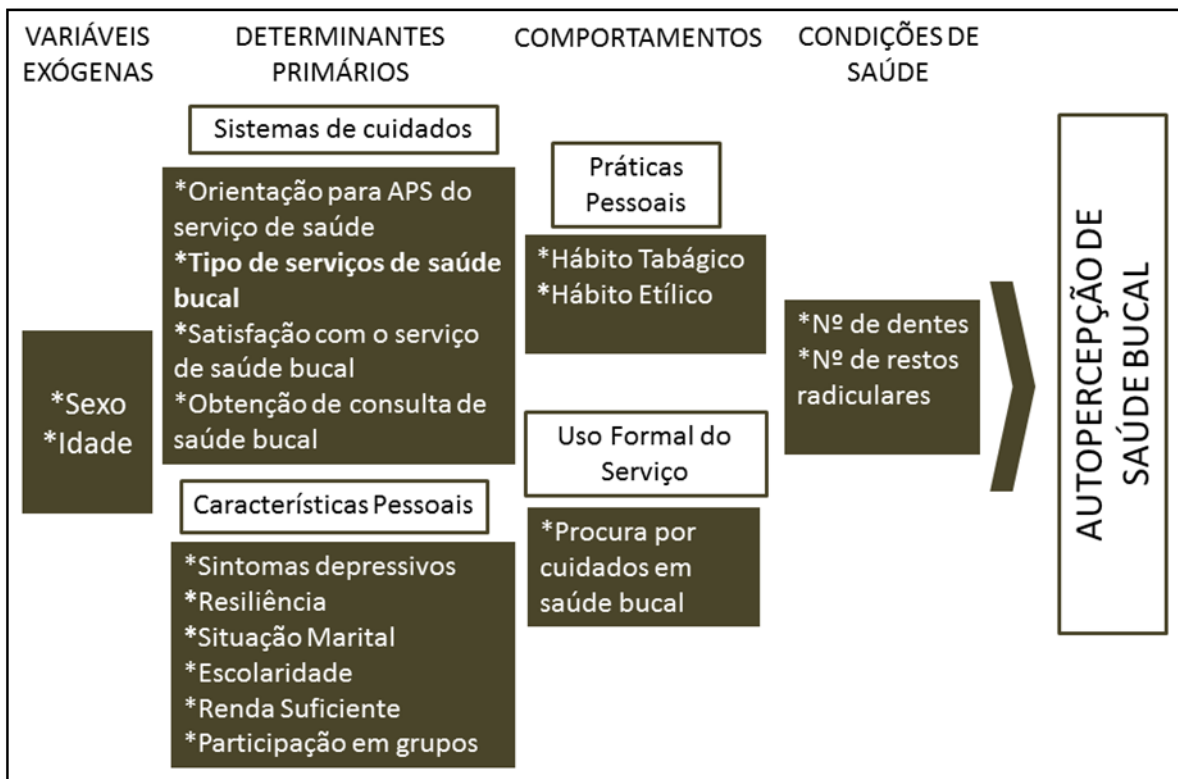 VARIÁVEIS
EXÓGENAS
*Sexo
*Idade
DETERMINANTES
PRIMÁRIOS
Sistemas de cuidados
*Orientação para APS do
serviço de saúde
*Tipo de serviços de saúde
bucal
*Satisfação com o serviço
de saúde bucal
*Obtenção de consulta de
saúde bucal
Características Pessoais
*Sintomas depressivos
*Resiliência
*Situação Marital
*Escolaridade
*Renda Suficiente
*Participação em grupos
COMPORTAMENTOS
Práticas
Pessoais
*Hábito Tabágico
*Hábito Etílico
Uso Formal do
Serviço
*Procura por
cuidados em
saúde bucal
CONDIÇÕES DE
SAÚDE
*Nº de dentes
*Nº de restos
radiculares
AUTOPERCEPÇÃO DE
SAÚDE BUCAL